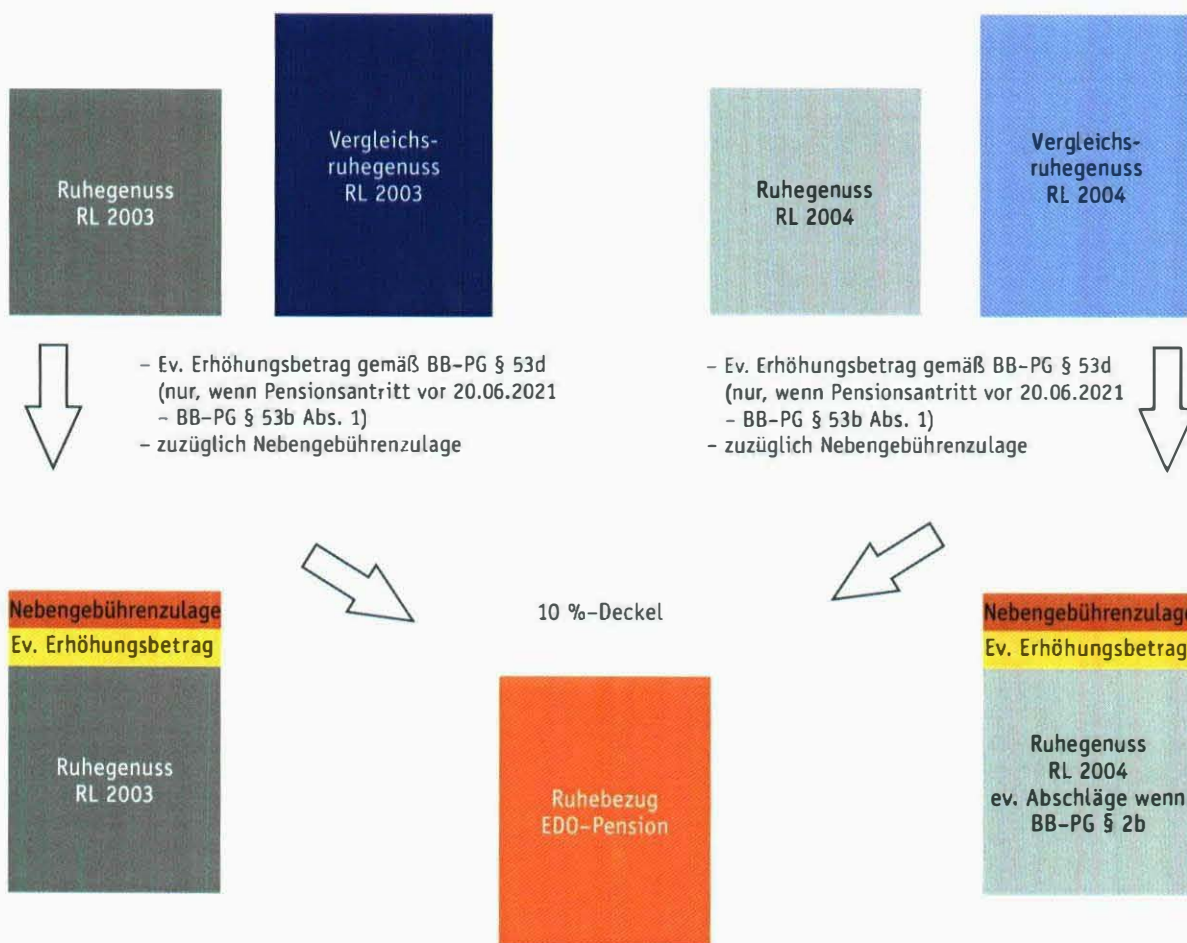 Ruhegenuss
RL 2003
Vergleichs-
ruhegenuss
RL 2003
Ruhegenuss
RL 2004
Vergleichs-
ruhegenuss
RL 2004
– Ev. Erhöhungsbetrag gemäß BB-PG § 53d
(nur, wenn Pensionsantritt vor 20.06.2021
– BB-PG § 53b Abs. 1)
– zuzüglich Nebengebührenzulage
– Ev. Erhöhungsbetrag gemäß BB-PG § 53d
(nur, wenn Pensionsantritt vor 20.06.2021
– BB-PG § 53b Abs. 1)
– zuzüglich Nebengebührenzulage
Nebengebührenzulage
Ev. Erhöhungsbetrag
Ruhegenuss
RL 2003
10 %-Deckel
Ruhebezug
EDO-Pension
Nebengebührenzulage
Ev. Erhöhungsbetrag
Ruhegenuss
RL 2004
ev. Abschläge wenn
BB-PG § 2b